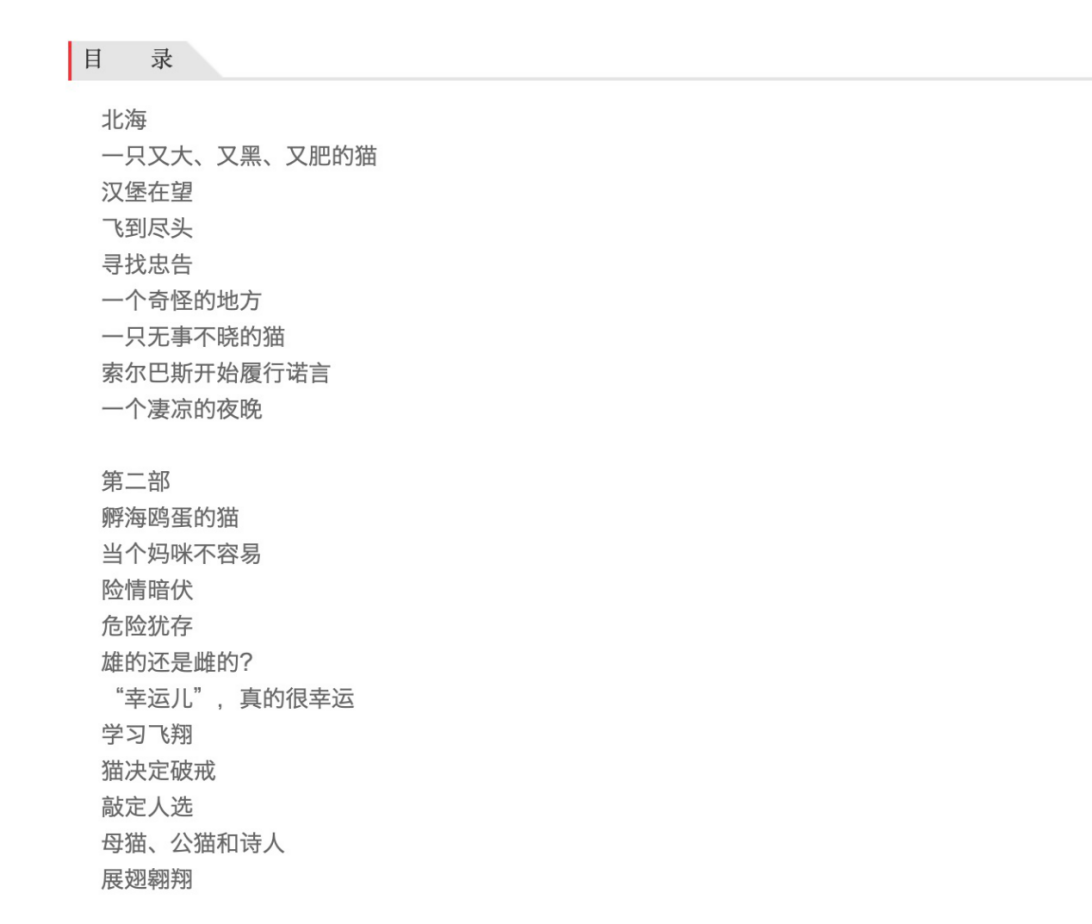 目 录
北海
一只又大、又黑、又肥的猫
汉堡在望
飞到尽头
寻找忠告
一个奇怪的地方
一只无事不晓的猫
索尔巴斯开始履行诺言
一个凄凉的夜晚
第二部
孵海鸥蛋的猫
当个妈咪不容易
险情暗伏
危险犹存
雄的还是雌的?
“幸运儿”，真的很幸运
学习飞翔
猫决定破戒
敲定人选
母猫、公猫和诗人
展翅翱翔